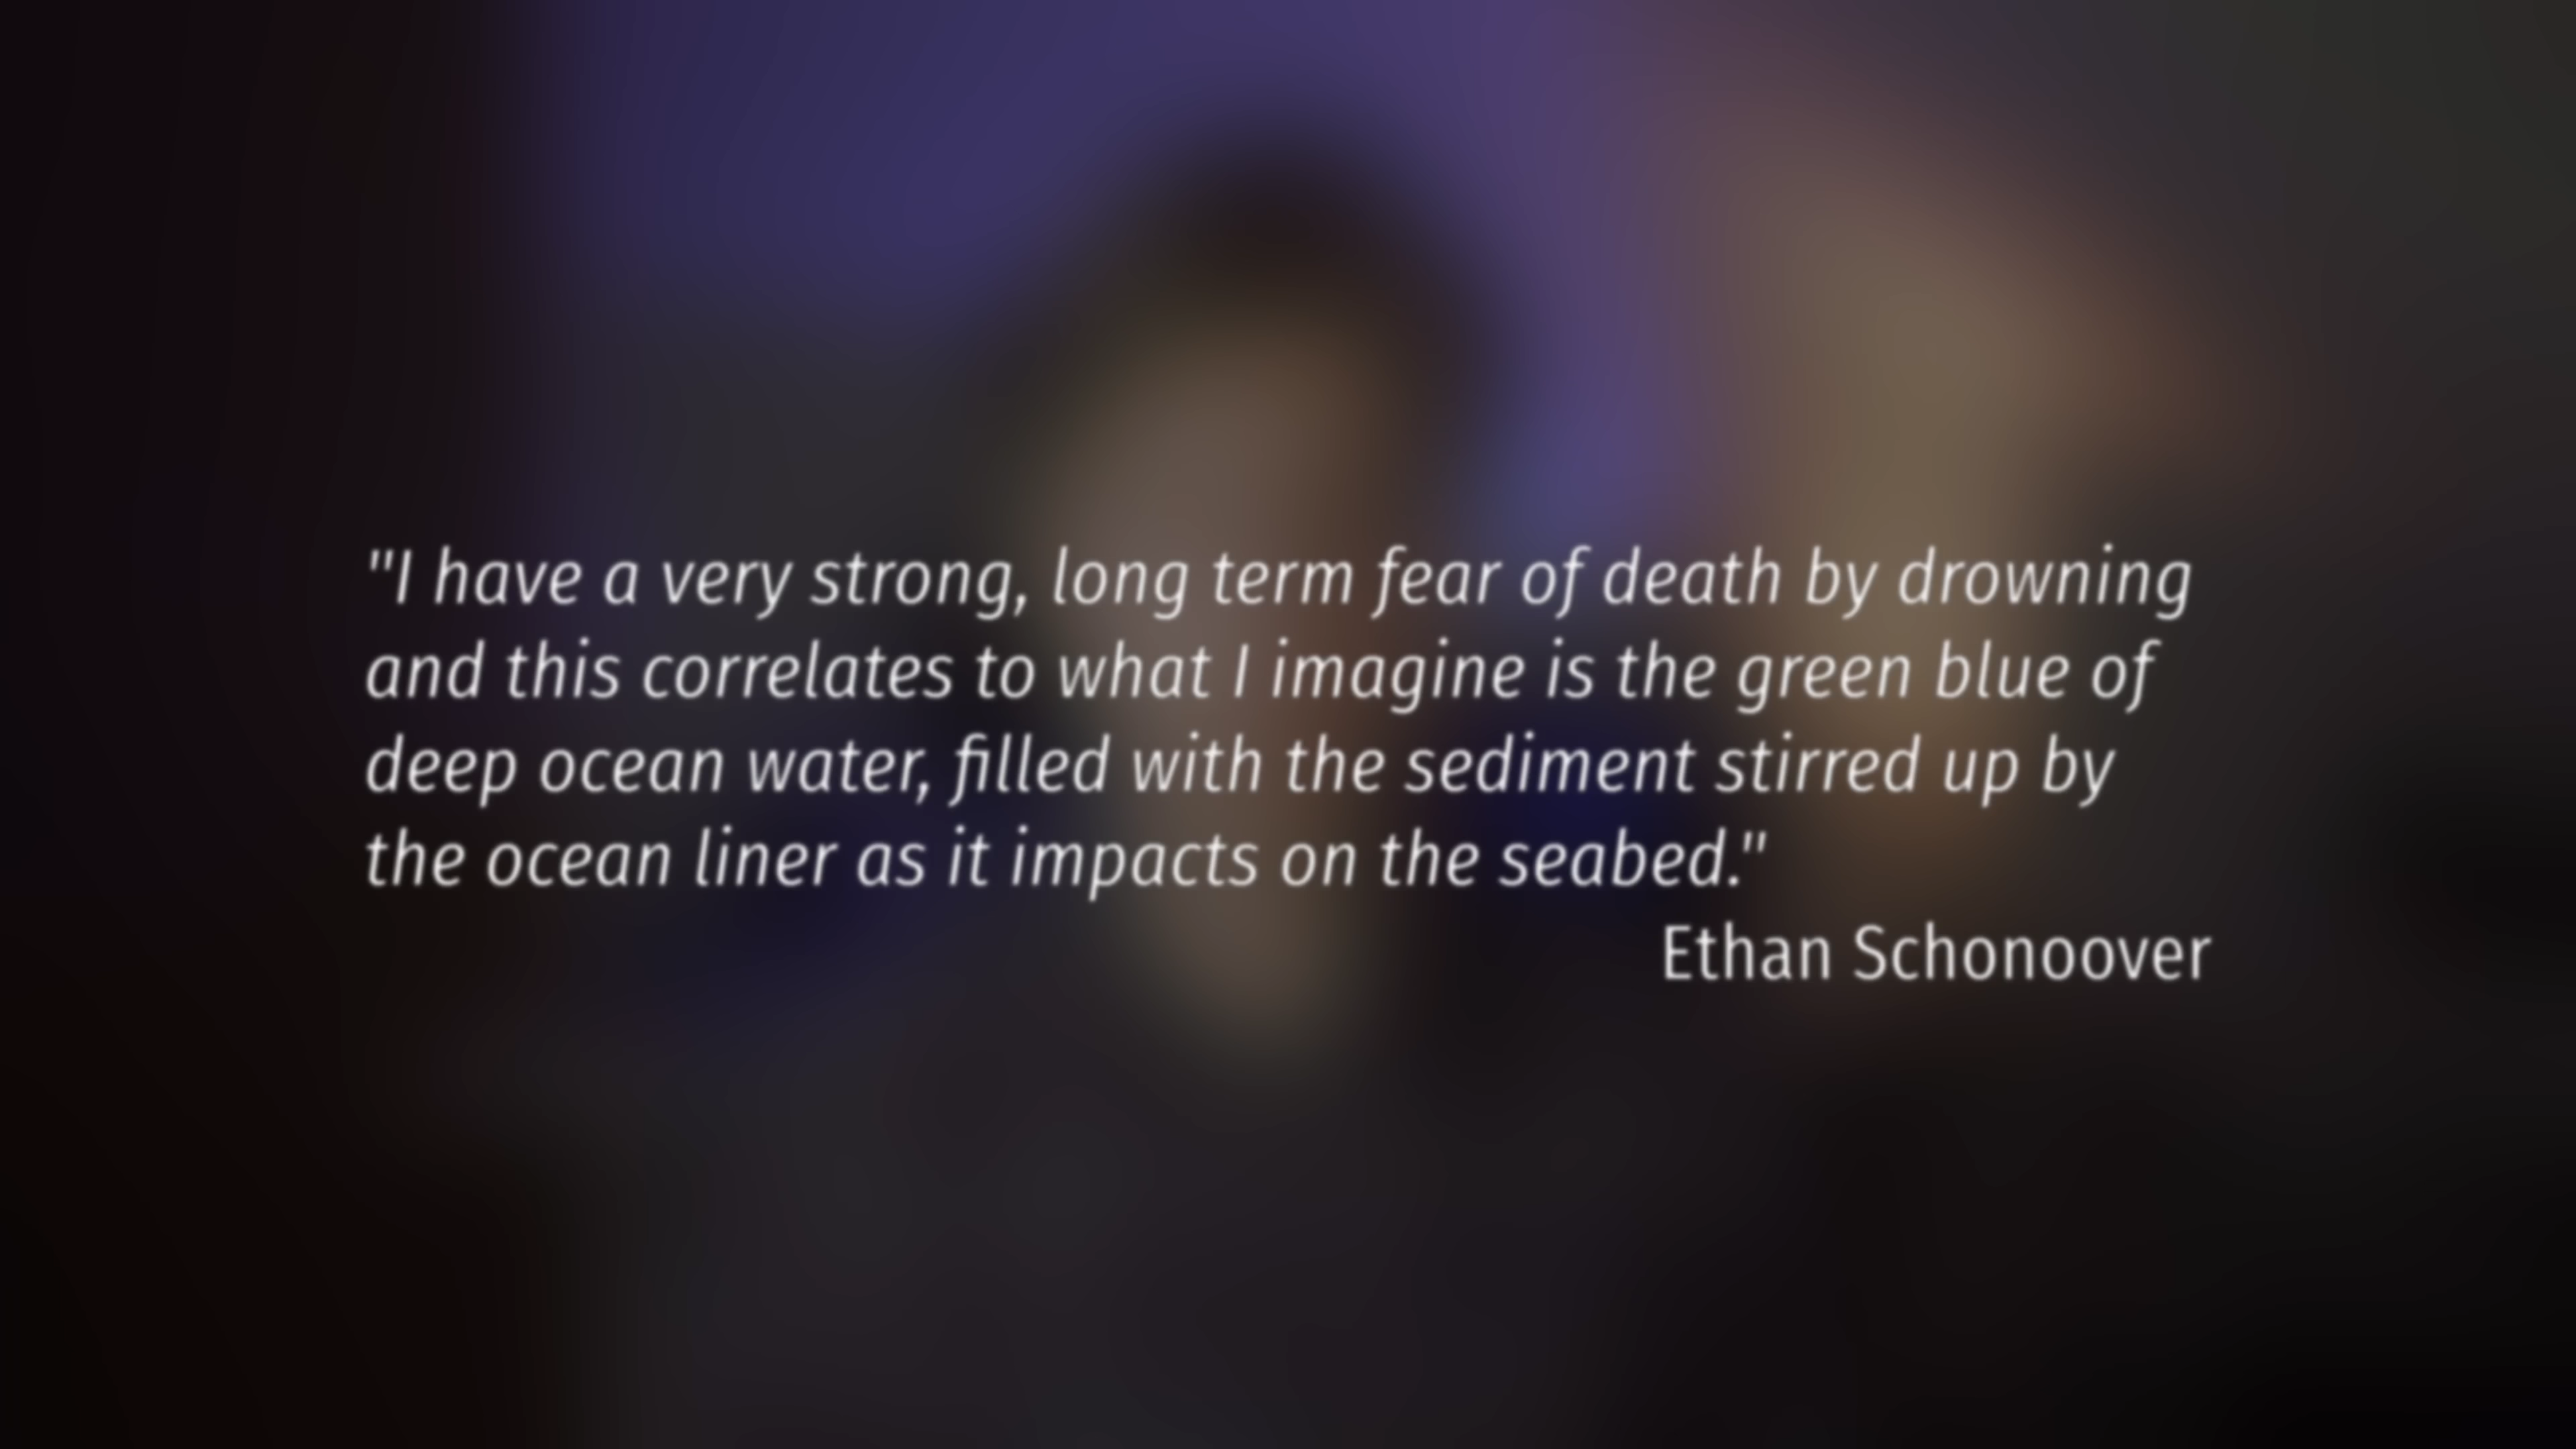 "I have a very strong, long term fear of death by drowning
and this correlates to what I imagine is the green blue of
deep ocean water, filled with the sediment stirred up by
the ocean liner as it impacts on the seabed."
Ethan Schonoover